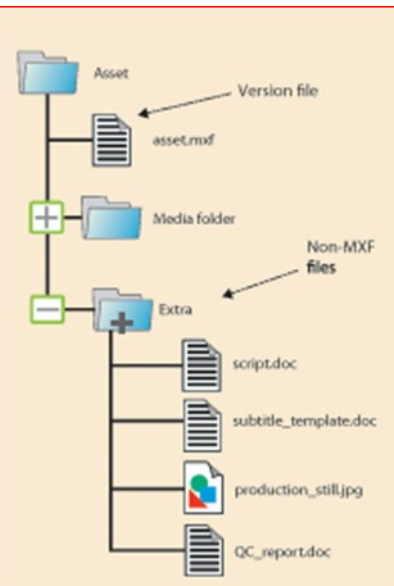 Asset
Version file
asset.mxf
Media folder
Non-MXF
files
Extra
script.doc
subtitle_template.doc
production_still.jpg
QC_report.doc